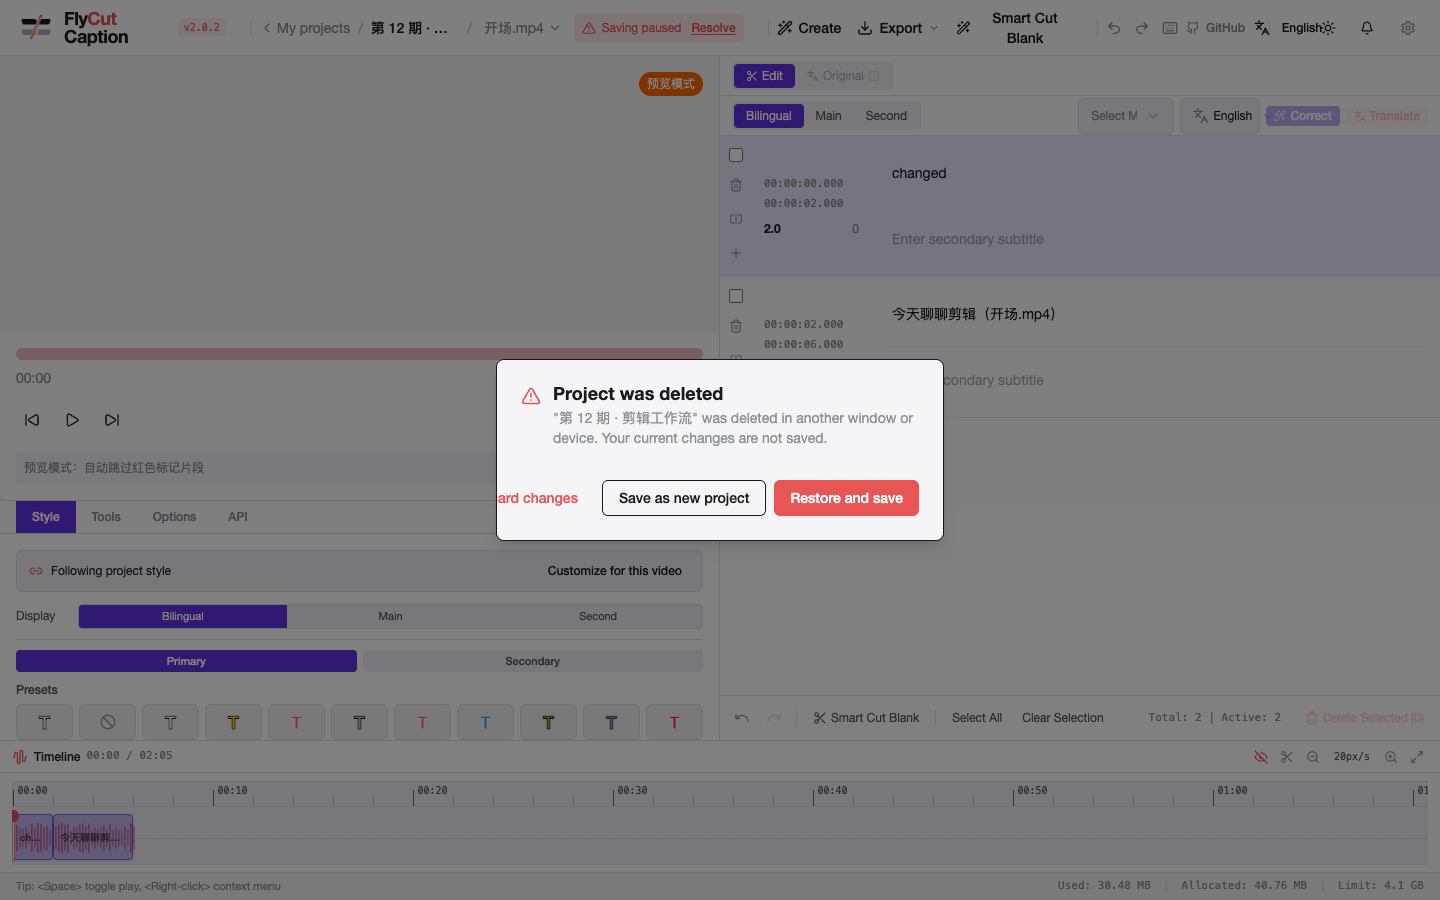 FlyCut
Caption
v2.0.2
My projects / 第 12 期 · ... / 开场.mp4
Saving paused Resolve
Create
Export
Smart Cut
Blank
GitHub
English
预览模式
Edit
Original
Bilingual
Main
Second
Select M
English
Correct
Translate
00:00:00.000
00:00:02.000
2.0
0
changed
Enter secondary subtitle
00:00:02.000
00:00:06.000
今天聊聊剪辑（开场.mp4）
condary subtitle
00:00
预览模式：自动跳过红色标记片段
Project was deleted
"第 12 期 · 剪辑工作流" was deleted in another window or
device. Your current changes are not saved.
ard changes
Save as new project
Restore and save
Style
Tools
Options
API
Following project style
Customize for this video
Display
Bilingual
Main
Second
Primary
Secondary
Presets
T T T T T T T T T T
Smart Cut Blank
Select All
Clear Selection
Total: 2 | Active: 2
Delete Selected (0)
Timeline 00:00 / 02:05
20px/s
00:00 00:10 00:20 00:30 00:40 00:50 01:00 01
ch...
今天聊聊剪...
Tip: <Space> toggle play, <Right-click> context menu
Used: 30.48 MB
Allocated: 40.76 MB
Limit: 4.1 GB